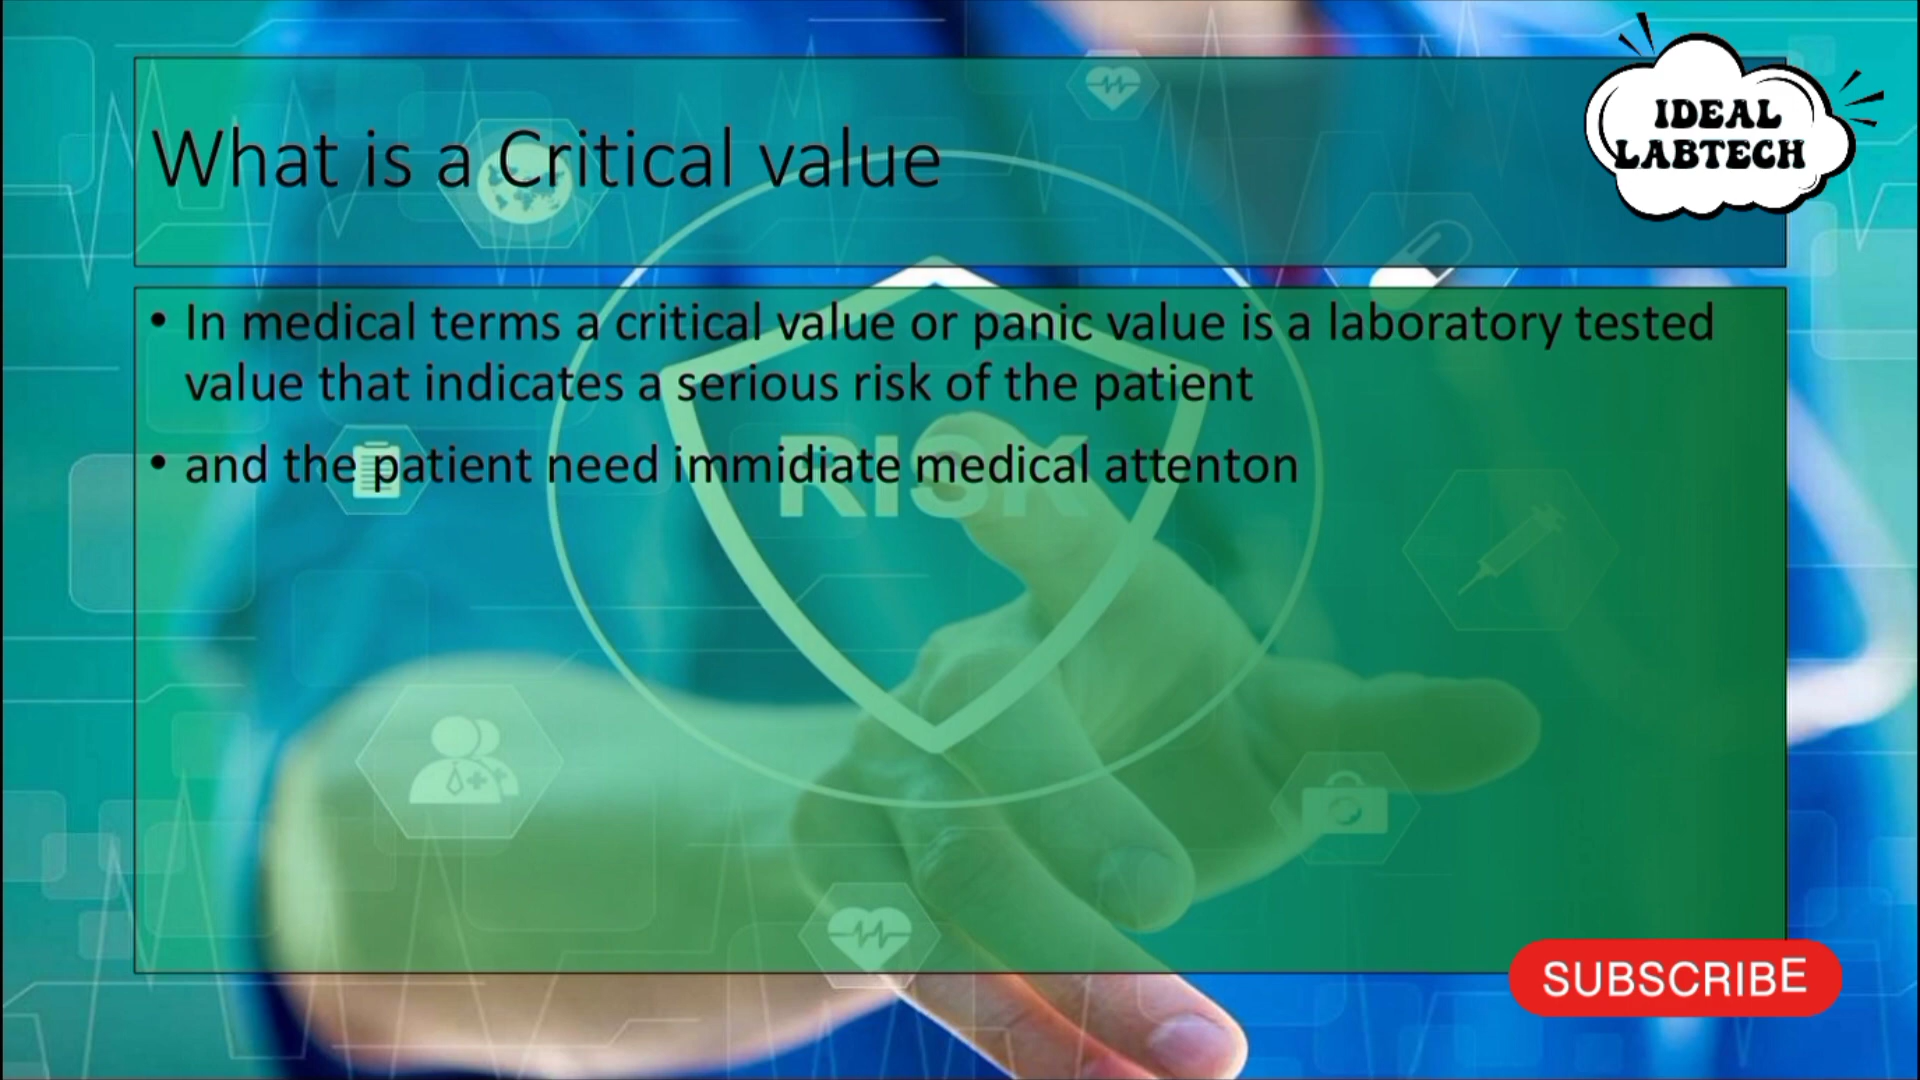 IDEAL
LABTECH
What is a Critical value
• In medical terms a critical value or panic value is a laboratory tested
value that indicates a serious risk of the patient
• and the patient need immidiate medical attenton
RISK
SUBSCRIBE